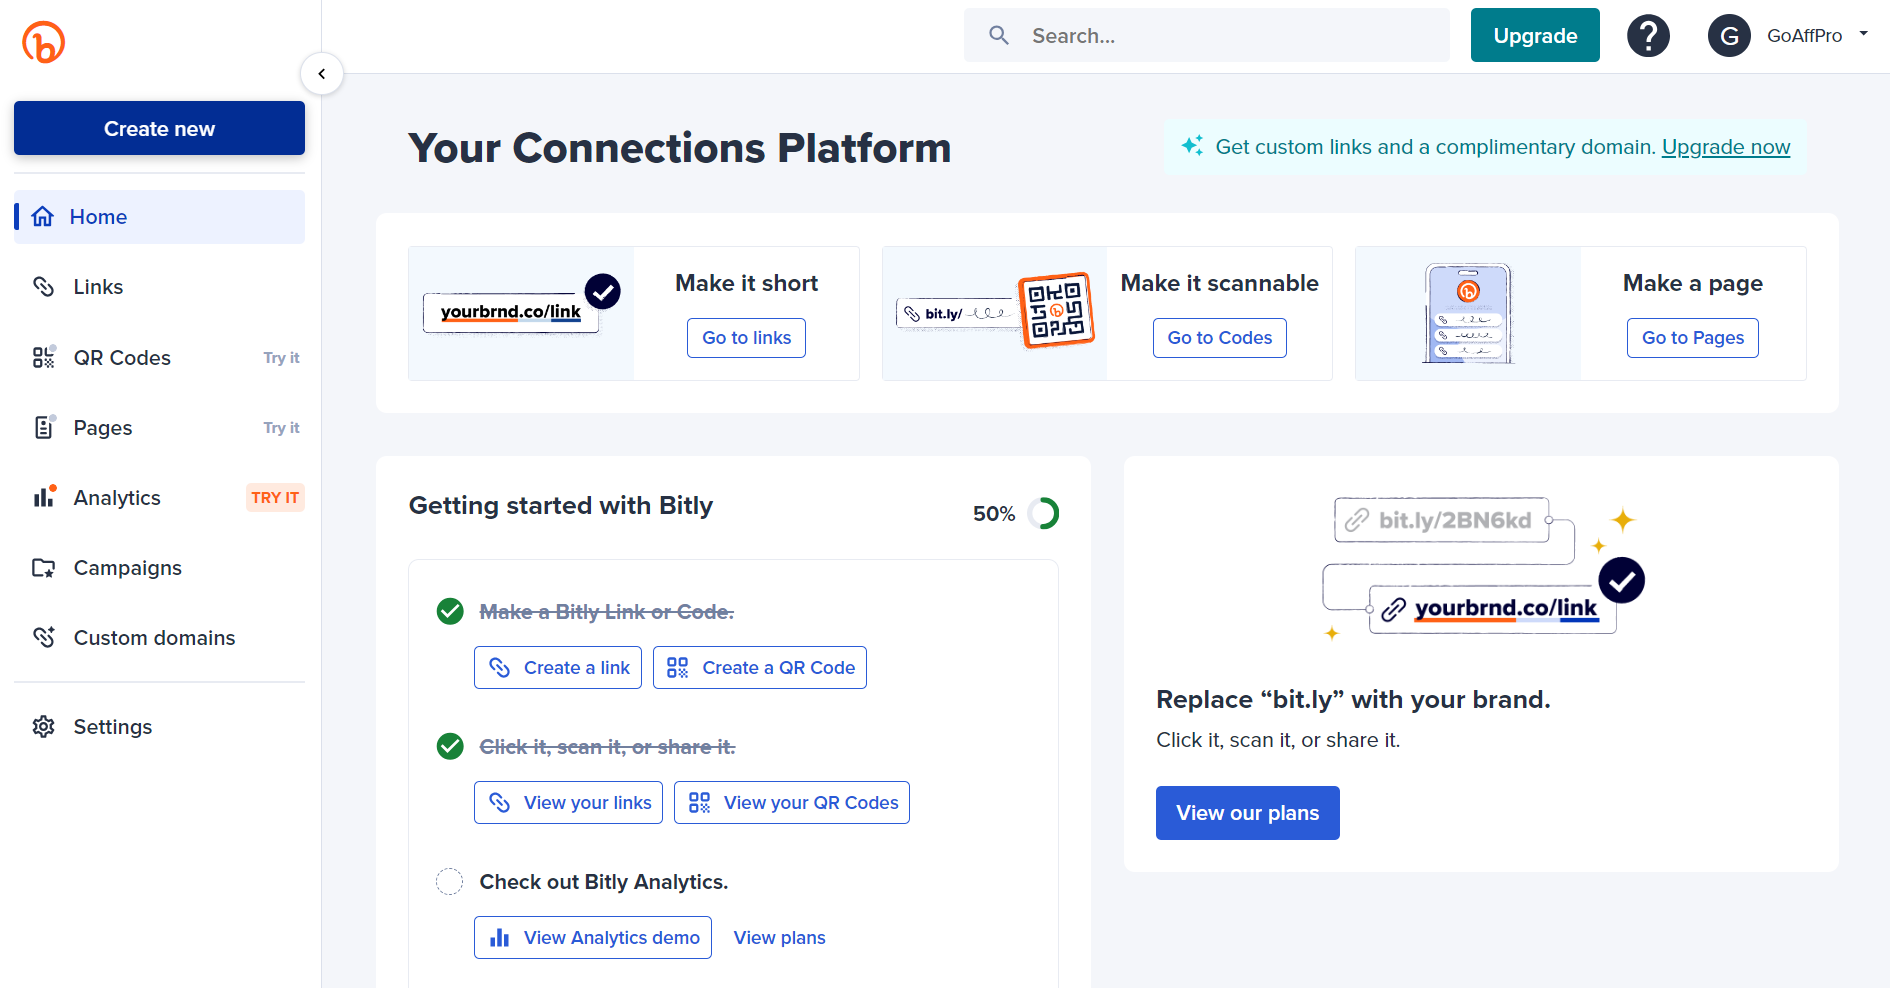 Search...
Upgrade
?
G
GoAffPro
Create new
Home
Links
QR Codes
Try it
Pages
Try it
Analytics
TRY IT
Campaigns
Custom domains
Settings
Your Connections Platform
Get custom links and a complimentary domain. Upgrade now
yourbrnd.co/link
Make it short
Go to links
bit.ly/
Make it scannable
Go to Codes
Make a page
Go to Pages
Getting started with Bitly
50%
Make a Bitly Link or Code.
Create a link
Create a QR Code
Click it, scan it, or share it.
View your links
View your QR Codes
Check out Bitly Analytics.
View Analytics demo
View plans
bit.ly/2BN6kd
yourbrnd.co/link
Replace “bit.ly” with your brand.
Click it, scan it, or share it.
View our plans